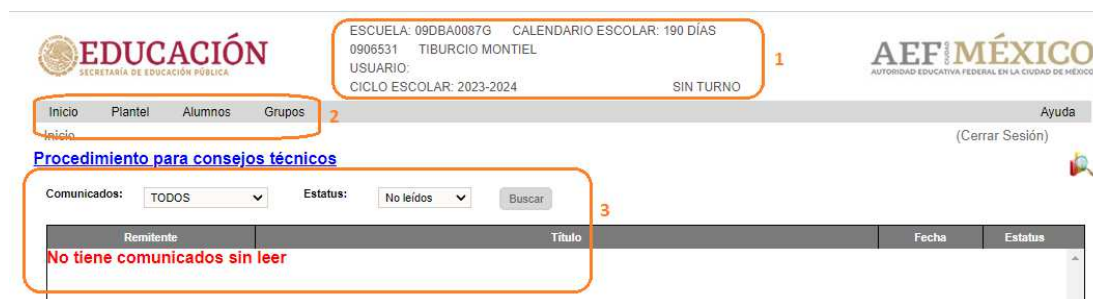 ESCUELA: 09DBA0087G CALENDARIO ESCOLAR: 190 DÍAS
0906531 TIBURCIO MONTIEL
USUARIO:
CICLO ESCOLAR: 2023-2024 SIN TURNO
1
EDUCACIÓN
SECRETARÍA DE EDUCACIÓN PÚBLICA
AEF MÉXICO
AUTORIDAD EDUCATIVA FEDERAL EN LA CIUDAD DE MÉXICO
Inicio Plantel Alumnos Grupos 2 Ayuda
Inicio (Cerrar Sesión)
Procedimiento para consejos técnicos
Comunicados: TODOS Estatus: No leídos Buscar
3
Remitente Título Fecha Estatus
No tiene comunicados sin leer